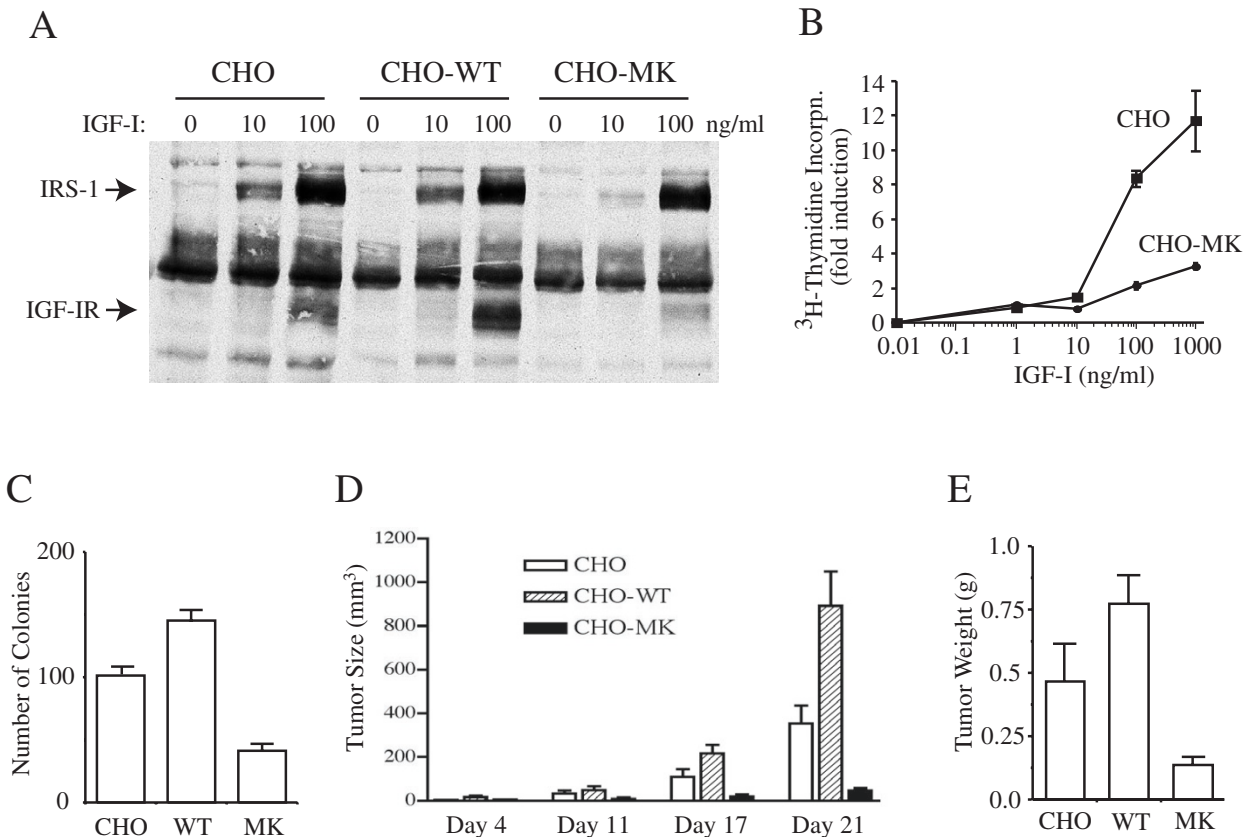 A
CHO CHO-WT CHO-MK
IGF-I: 0 10 100 0 10 100 0 10 100 ng/ml
IRS-1
IGF-IR
B
14
12
10
8
6
4
2
0
³H-Thymidine Incorpn.
(fold induction)
CHO
CHO-MK
0.01 0.1 1 10 100 1000
IGF-I (ng/ml)
C
200
100
0
Number of Colonies
CHO WT MK
D
1200
1000
800
600
400
200
0
Tumor Size (mm³)
CHO
CHO-WT
CHO-MK
Day 4 Day 11 Day 17 Day 21
E
1.0
0.75
0.5
0.25
0.0
Tumor Weight (g)
CHO WT MK